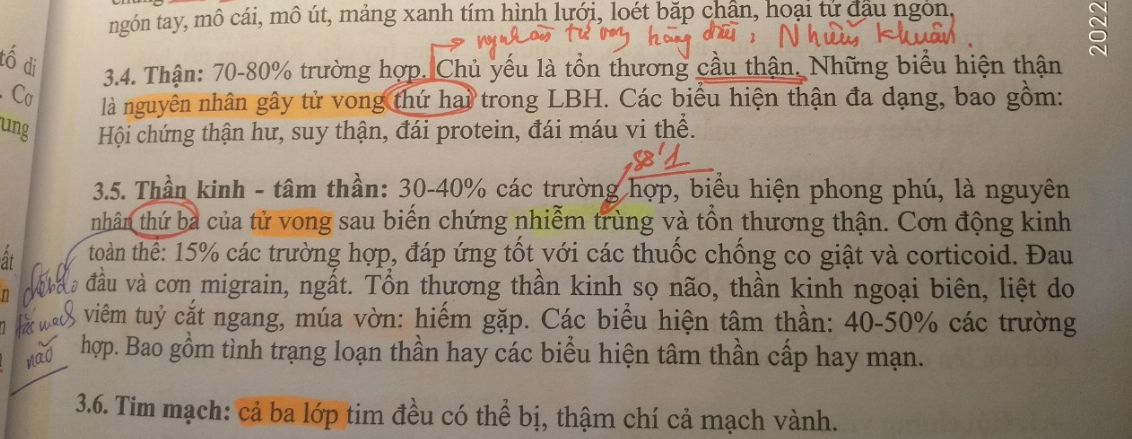 ngón tay, mô cái, mô út, mảng xanh tím hình lưới, loét bắp chân, hoại tử đầu ngón,
nguyên nhân tử vong hàng đầu: Nhiễm khuẩn.
2022
tố di
3.4. Thận: 70-80% trường hợp. Chủ yếu là tổn thương cầu thận. Những biểu hiện thận
. Cơ
là nguyên nhân gây tử vong thứ hai trong LBH. Các biểu hiện thận đa dạng, bao gồm:
ung
Hội chứng thận hư, suy thận, đái protein, đái máu vi thể.
3.5. Thần kinh - tâm thần: 30-40% các trường hợp, biểu hiện phong phú, là nguyên
nhân thứ ba của tử vong sau biến chứng nhiễm trùng và tổn thương thận. Cơn động kinh
ất
toàn thể: 15% các trường hợp, đáp ứng tốt với các thuốc chống co giật và corticoid. Đau
n
đầu và cơn migrain, ngất. Tổn thương thần kinh sọ não, thần kinh ngoại biên, liệt do
tắc mạch
viêm tuỷ cắt ngang, múa vờn: hiếm gặp. Các biểu hiện tâm thần: 40-50% các trường
não
hợp. Bao gồm tình trạng loạn thần hay các biểu hiện tâm thần cấp hay mạn.
3.6. Tim mạch: cả ba lớp tim đều có thể bị, thậm chí cả mạch vành.